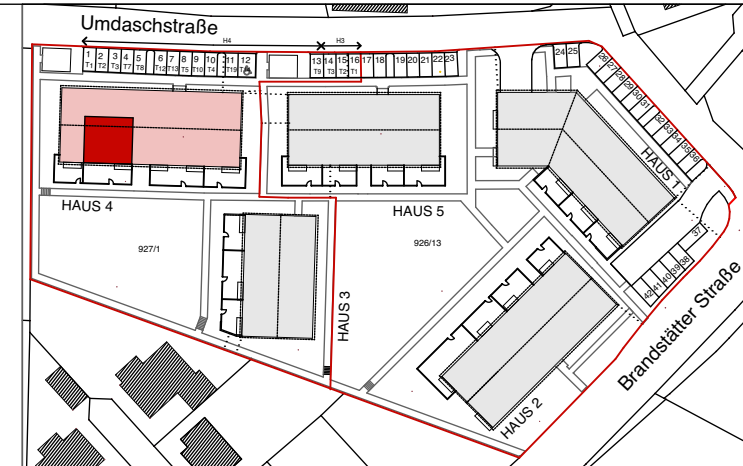 Umdaschstraße
H4 H3
1 2 3 4 5 6 7 8 9 10 11 12 13 14 15 16 17 18 19 20 21 22 23
T1 T2 T3 T7 T8 T12 T13 T5 T10 T4 T19 T9 T3 T2 T1
24 25
26 27 28 29 30 31 32 33 34 35 36
HAUS 1
HAUS 4
HAUS 5
927/1
926/13
37
42 41 40 39 38
HAUS 3
HAUS 2
Brandstätter Straße